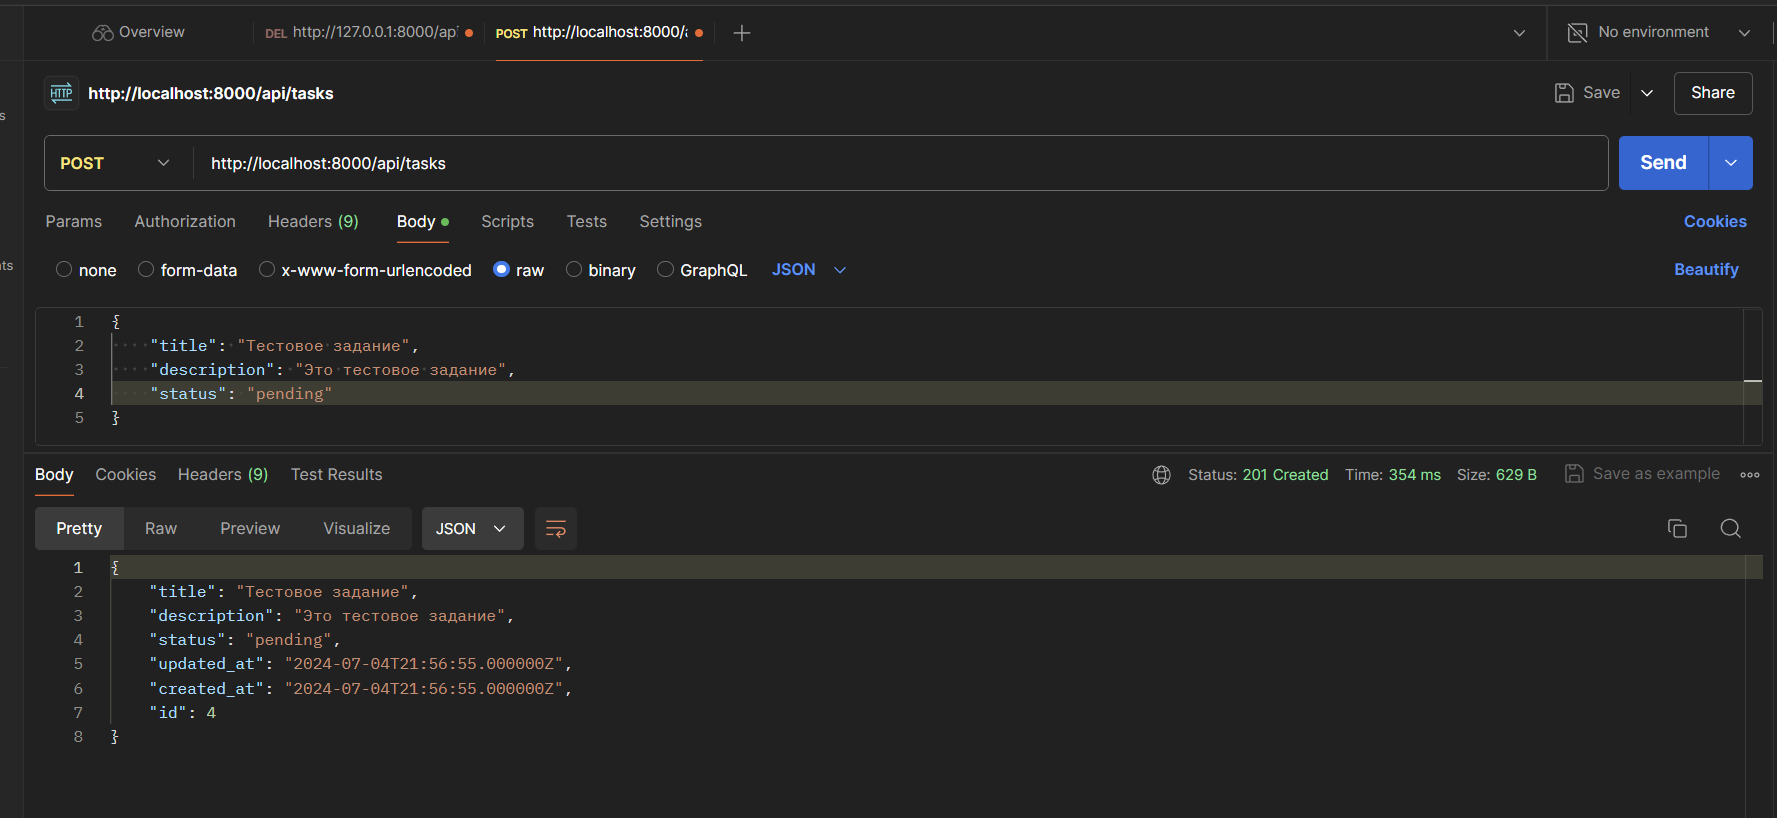 Overview
DEL http://127.0.0.1:8000/ap
POST http://localhost:8000/
No environment
HTTP http://localhost:8000/api/tasks
Save
Share
POST
http://localhost:8000/api/tasks
Send
Params Authorization Headers (9) Body Scripts Tests Settings
Cookies
none form-data x-www-form-urlencoded raw binary GraphQL JSON
Beautify
1 {
2 "title": "Тестовое задание",
3 "description": "Это тестовое задание",
4 "status": "pending"
5 }
Body Cookies Headers (9) Test Results
Status: 201 Created Time: 354 ms Size: 629 B
Save as example
Pretty Raw Preview Visualize JSON
1 {
2 "title": "Тестовое задание",
3 "description": "Это тестовое задание",
4 "status": "pending",
5 "updated_at": "2024-07-04T21:56:55.000000Z",
6 "created_at": "2024-07-04T21:56:55.000000Z",
7 "id": 4
8 }